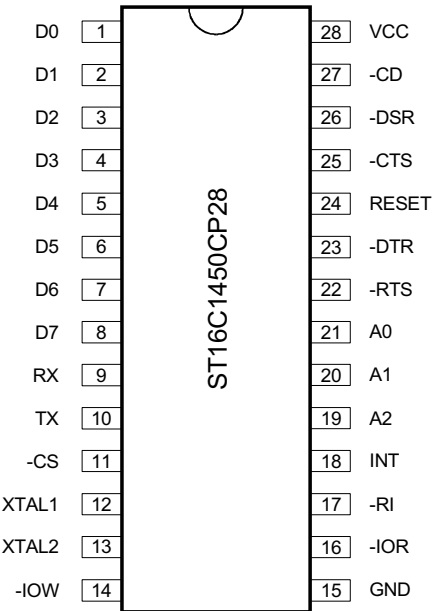 D0 1 28 VCC
D1 2 27 -CD
D2 3 26 -DSR
D3 4 25 -CTS
D4 5 24 RESET
D5 6 23 -DTR
D6 7 22 -RTS
D7 8 21 A0
RX 9 20 A1
TX 10 19 A2
-CS 11 18 INT
XTAL1 12 17 -RI
XTAL2 13 16 -IOR
-IOW 14 15 GND
ST16C1450CP28